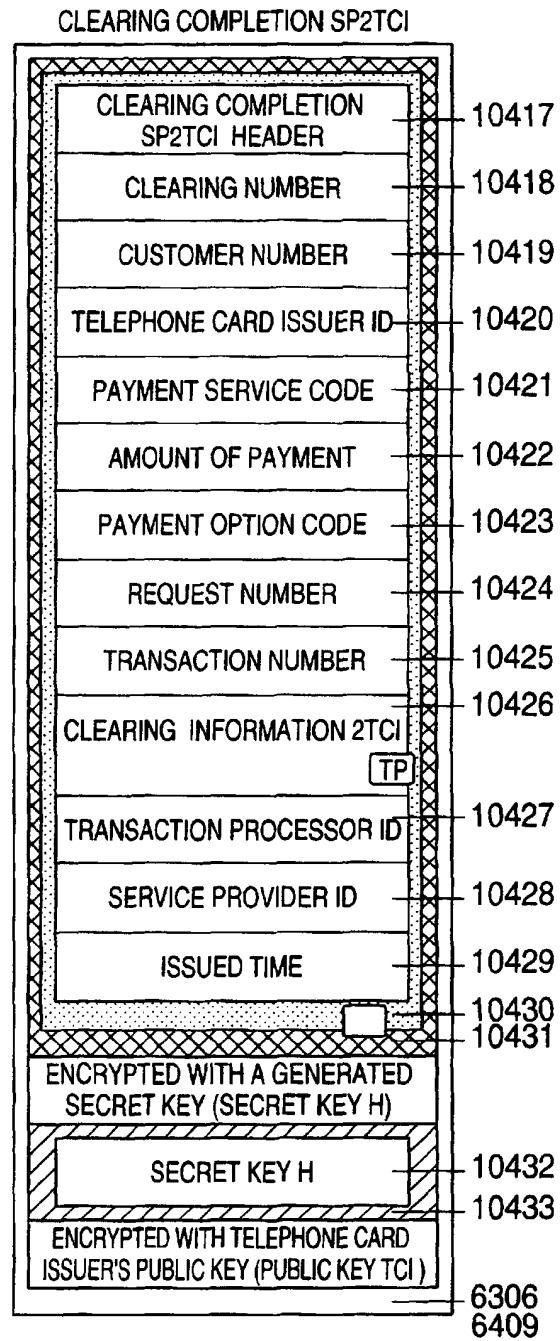 CLEARING COMPLETION SP2TCI
CLEARING COMPLETION
SP2TCI HEADER
10417
CLEARING NUMBER
10418
CUSTOMER NUMBER
10419
TELEPHONE CARD ISSUER ID
10420
PAYMENT SERVICE CODE
10421
AMOUNT OF PAYMENT
10422
PAYMENT OPTION CODE
10423
REQUEST NUMBER
10424
TRANSACTION NUMBER
10425
10426
CLEARING INFORMATION 2TCI
TP
TRANSACTION PROCESSOR ID
10427
SERVICE PROVIDER ID
10428
ISSUED TIME
10429
10430
10431
ENCRYPTED WITH A GENERATED
SECRET KEY (SECRET KEY H)
SECRET KEY H
10432
10433
ENCRYPTED WITH TELEPHONE CARD
ISSUER'S PUBLIC KEY (PUBLIC KEY TCI )
6306
6409